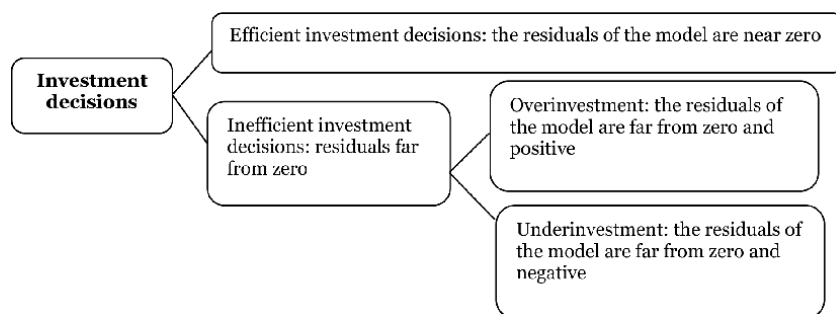 Efficient investment decisions: the residuals of the model are near zero
Investment
decisions
Inefficient investment
decisions: residuals far
from zero
Overinvestment: the residuals of
the model are far from zero and
positive
Underinvestment: the residuals of
the model are far from zero and
negative